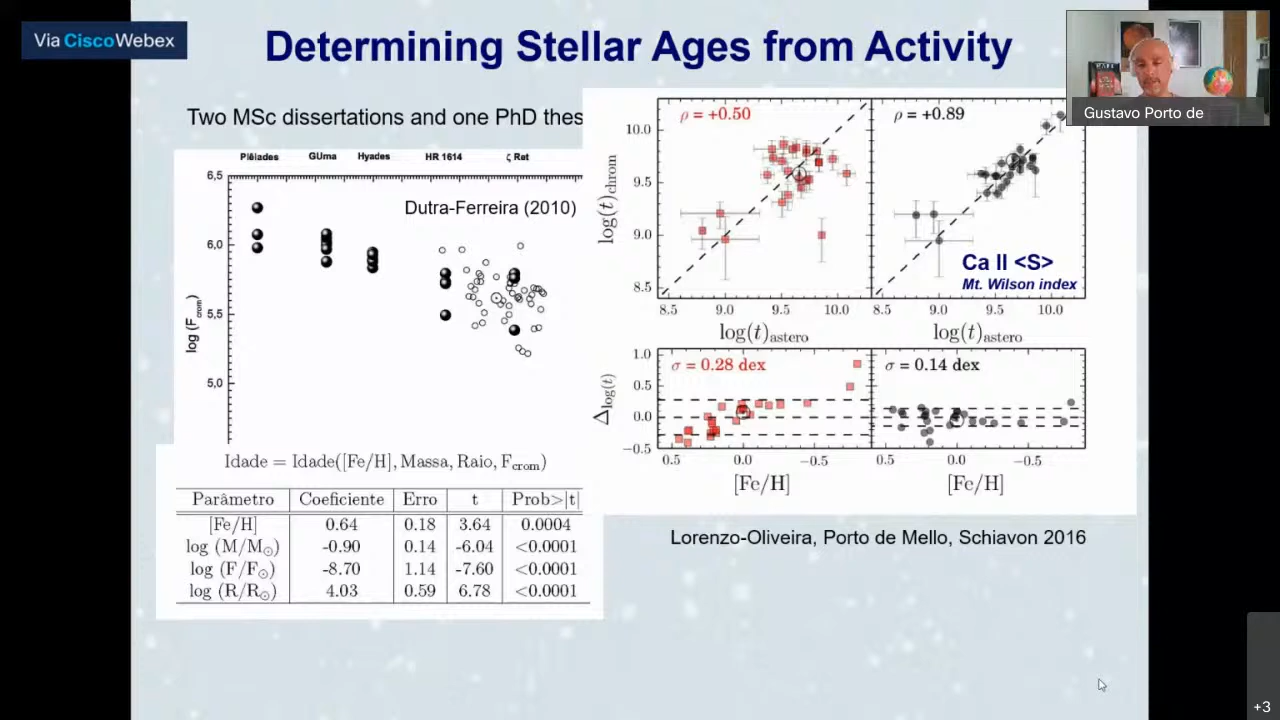 Via CiscoWebex
Determining Stellar Ages from Activity
Gustavo Porto de
Two MSc dissertations and one PhD thes
Plêiades GUma Hyades HR 1614 ζ Ret
6,5
6,0
5,5
5,0
log (F_crom)
Dutra-Ferreira (2010)
Idade = Idade([Fe/H], Massa, Raio, F_crom)
Parâmetro Coeficiente Erro t Prob>|t|
[Fe/H] 0.64 0.18 3.64 0.0004
log (M/M⊙) -0.90 0.14 -6.04 <0.0001
log (F/F⊙) -8.70 1.14 -7.60 <0.0001
log (R/R⊙) 4.03 0.59 6.78 <0.0001
ρ = +0.50
ρ = +0.89
10.0
9.5
9.0
8.5
log(t)chrom
Ca II <S>
Mt. Wilson index
8.5 9.0 9.5 10.0 8.5 9.0 9.5 10.0
log(t)astero log(t)astero
σ = 0.28 dex
σ = 0.14 dex
1.0
0.5
0.0
−0.5
Δlog(t)
0.5 0.0 −0.5 0.5 0.0 −0.5
[Fe/H] [Fe/H]
Lorenzo-Oliveira, Porto de Mello, Schiavon 2016
+3